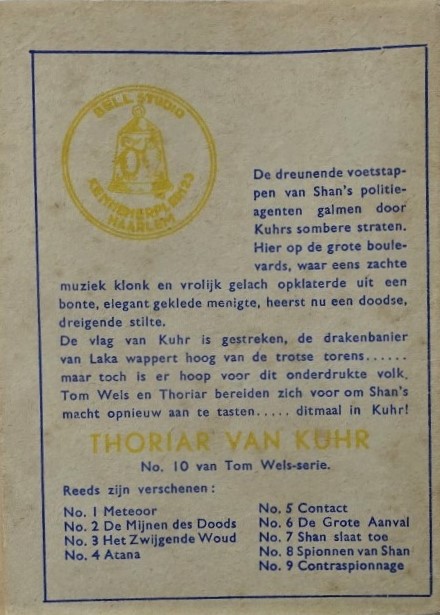 BELL STUDIO
KENNEMERPLEIN 23
HAARLEM
De dreunende voetstap-
pen van Shan's politie-
agenten galmen door
Kuhrs sombere straten.
Hier op de grote boule-
vards, waar eens zachte
muziek klonk en vrolijk gelach opklaterde uit een
bonte, elegant geklede menigte, heerst nu een doodse,
dreigende stilte.
De vlag van Kuhr is gestreken, de drakenbanier
van Laka wappert hoog van de trotse torens......
maar toch is er hoop voor dit onderdrukte volk.
Tom Wels en Thoriar bereiden zich voor om Shan's
macht opnieuw aan te tasten..... ditmaal in Kuhr!
THORIAR VAN KUHR
No. 10 van Tom Wels-serie.
Reeds zijn verschenen:
No. 1 Meteoor
No. 2 De Mijnen des Doods
No. 3 Het Zwijgende Woud
No. 4 Atana
No. 5 Contact
No. 6 De Grote Aanval
No. 7 Shan slaat toe
No. 8 Spionnen van Shan
No. 9 Contraspionnage